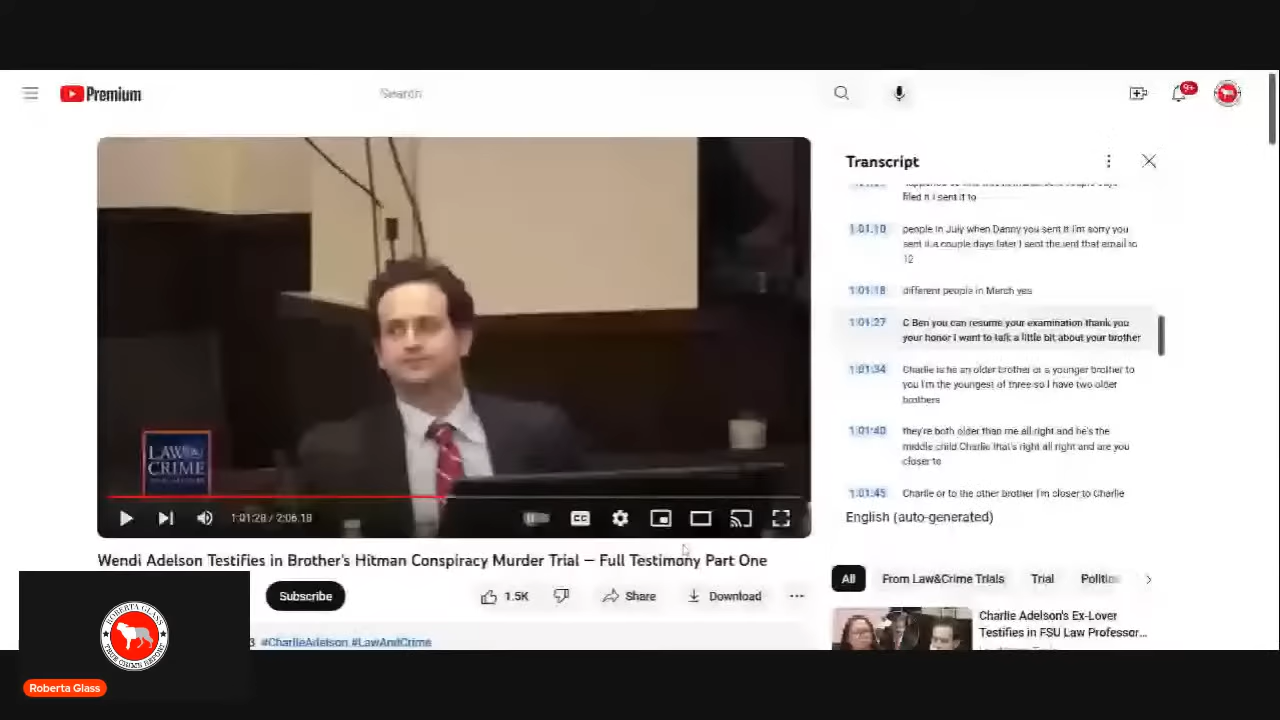 Premium
Search
9+
Transcript
filed it I sent it to
1:01:10
people in July when Danny you sent it I'm sorry you
sent it a couple days later I sent the sent that email to
12
1:01:18
different people in March yes
1:01:27
C Ben you can resume your examination thank you
your honor I want to talk a little bit about your brother
1:01:34
Charlie is he an older brother or a younger brother to
you I'm the youngest of three so I have two older
brothers
1:01:40
they're both older than me all right and he's the
middle child Charlie that's right all right and are you
closer to
1:01:45
Charlie or to the other brother I'm closer to Charlie
English (auto-generated)
LAW&
CRIME
1:01:28 / 2:06:18
CC
Wendi Adelson Testifies in Brother's Hitman Conspiracy Murder Trial — Full Testimony Part One
Subscribe
1.5K
Share
Download
All
From Law&Crime Trials
Trial
3 #CharlieAdelson #LawAndCrime
Charlie Adelson's Ex-Lover
Testifies in FSU Law Professor...
ROBERTA GLASS
TRUE CRIME REPORT
Roberta Glass